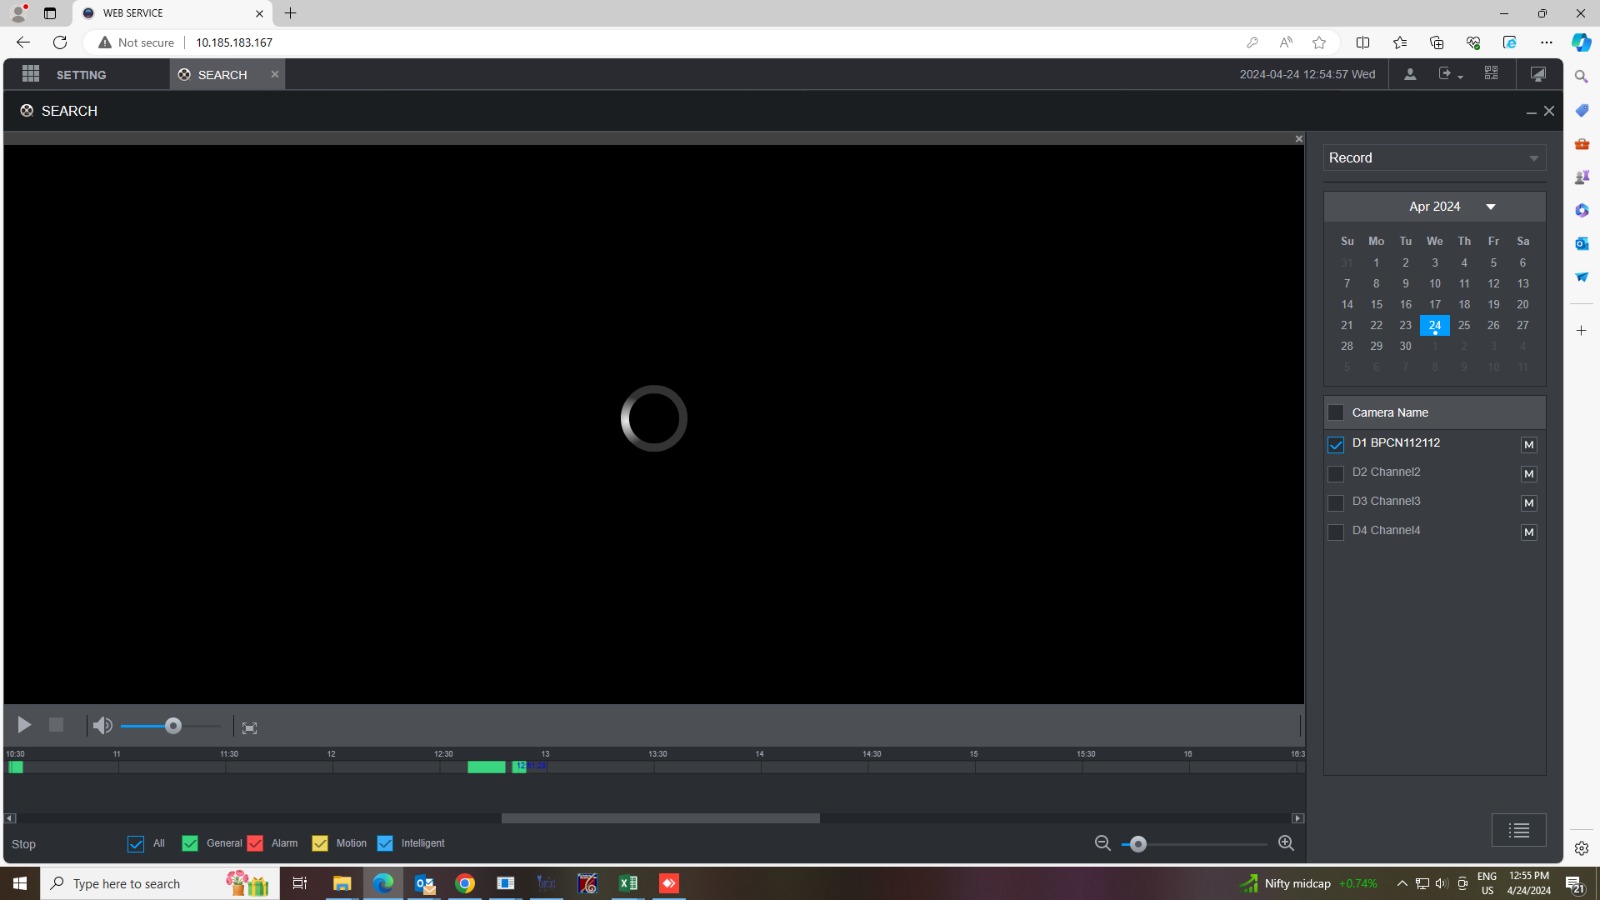 WEB SERVICE
Not secure 10.185.183.167
SETTING SEARCH 2024-04-24 12:54:57 Wed
SEARCH
Record
Apr 2024
Su Mo Tu We Th Fr Sa
31 1 2 3 4 5 6
7 8 9 10 11 12 13
14 15 16 17 18 19 20
21 22 23 24 25 26 27
28 29 30 1 2 3 4
5 6 7 8 9 10 11
Camera Name
D1 BPCN112112 M
D2 Channel2 M
D3 Channel3 M
D4 Channel4 M
10:30 11 11:30 12 12:30 13 13:30 14 14:30 15 15:30 16 16:3
Stop All General Alarm Motion Intelligent
Type here to search
Nifty midcap +0.74%
ENG
US
12:55 PM
4/24/2024
21